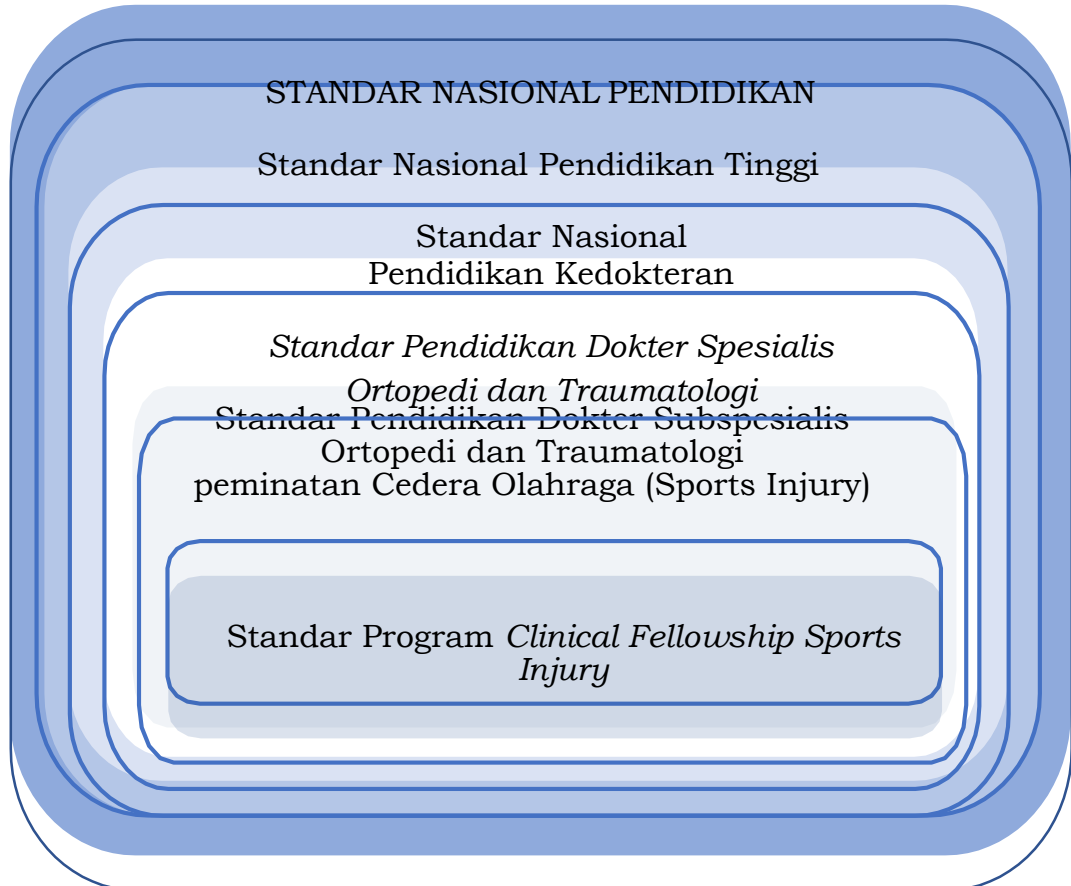 STANDAR NASIONAL PENDIDIKAN
Standar Nasional Pendidikan Tinggi
Standar Nasional
Pendidikan Kedokteran
Standar Pendidikan Dokter Spesialis
Ortopedi dan Traumatologi
Standar Pendidikan Dokter Subspesialis
Ortopedi dan Traumatologi
peminatan Cedera Olahraga (Sports Injury)
Standar Program Clinical Fellowship Sports
Injury